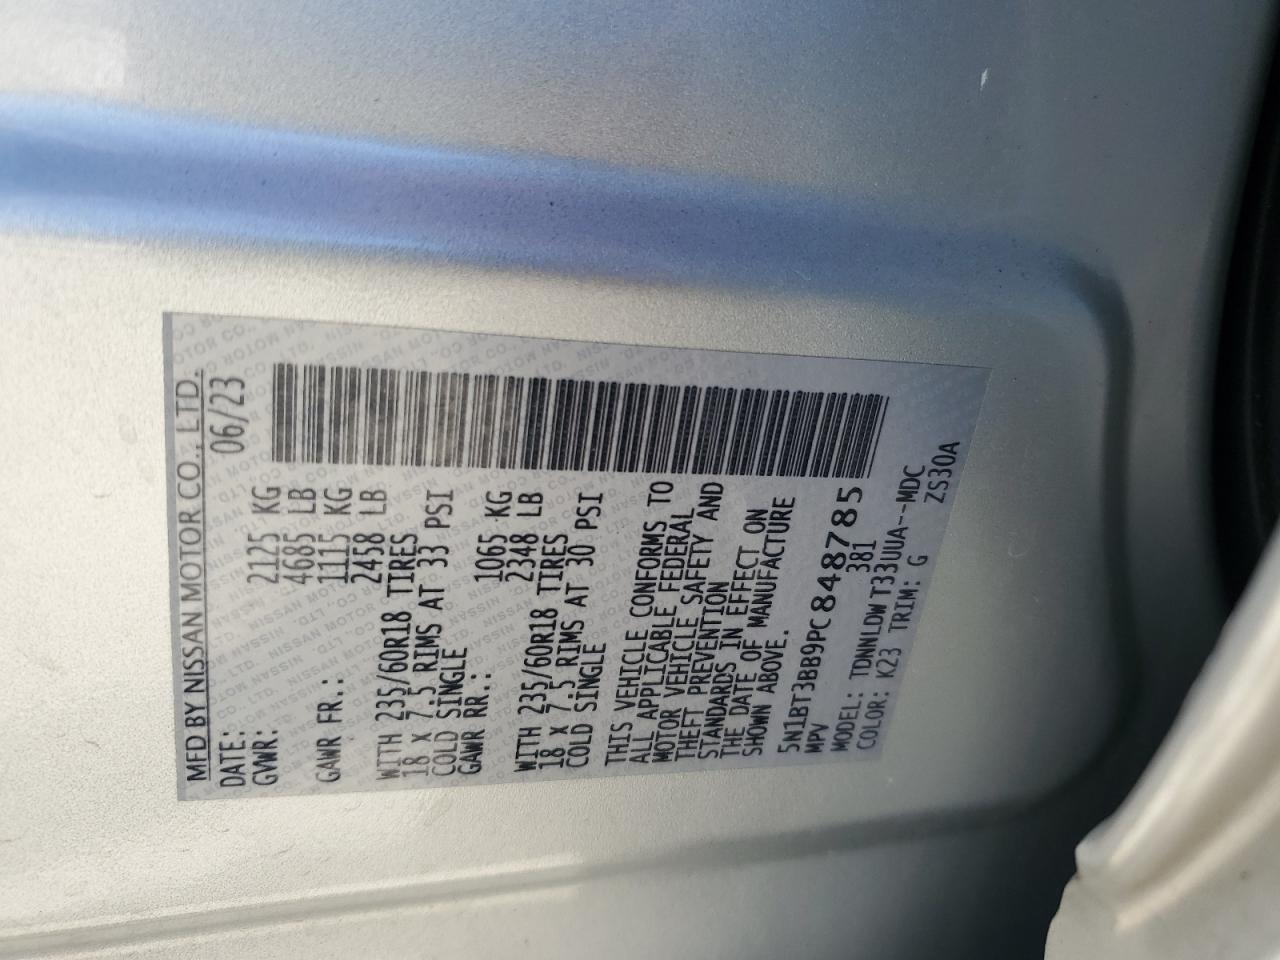 MFD BY NISSAN MOTOR CO., LTD.
DATE: 06/23
GVWR: 2125 KG
4685 LB
GAWR FR.: 1115 KG
2458 LB
WITH 235/60R18 TIRES
18 X 7.5 RIMS AT 33 PSI
COLD SINGLE
GAWR RR.: 1065 KG
2348 LB
WITH 235/60R18 TIRES
18 X 7.5 RIMS AT 30 PSI
COLD SINGLE
THIS VEHICLE CONFORMS TO
ALL APPLICABLE FEDERAL
MOTOR VEHICLE SAFETY AND
THEFT PREVENTION
STANDARDS IN EFFECT ON
THE DATE OF MANUFACTURE
SHOWN ABOVE.
5N1BT3BB9PC848785
MPV 381
MODEL: TDNNLDW T33UUA--MDC
COLOR: K23 TRIM: G ZS30A